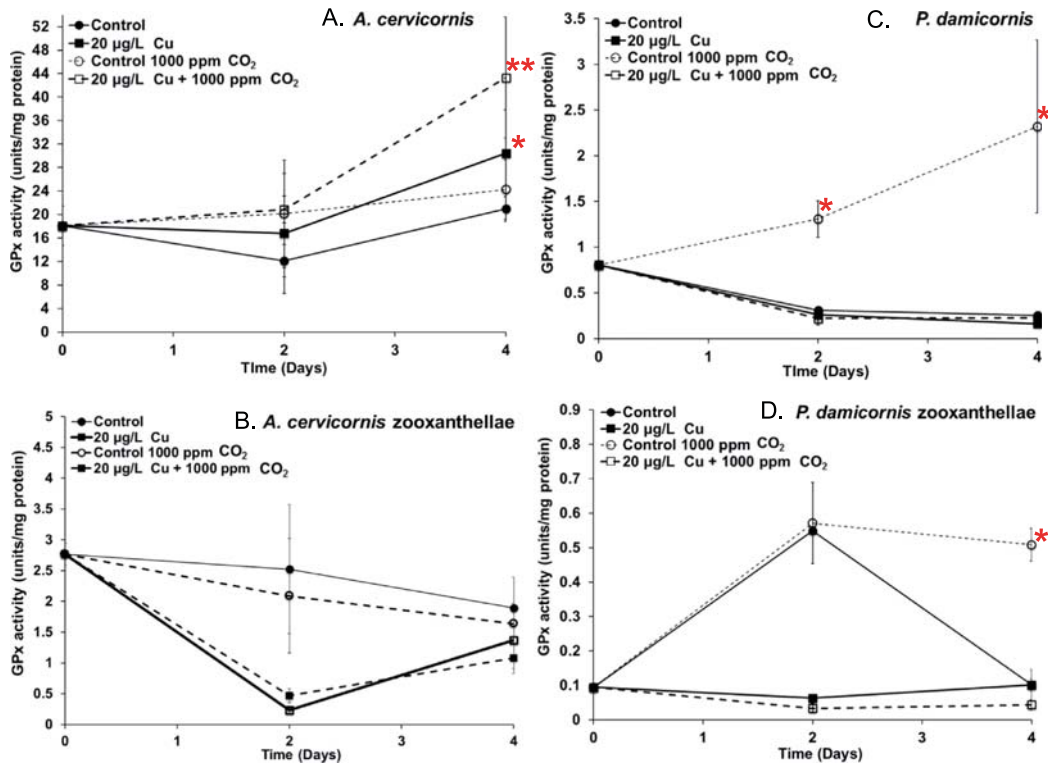 A. A. cervicornis
Control
20 µg/L Cu
Control 1000 ppm CO2
20 µg/L Cu + 1000 ppm CO2
GPx activity (units/mg protein)
52
48
44
40
36
32
28
24
20
16
12
8
4
0
**
*
0 1 2 3 4
TIme (Days)
C. P. damicornis
Control
20 µg/L Cu
Control 1000 ppm CO2
20 µg/L Cu + 1000 ppm CO2
GPx activity (units/mg protein)
3.5
3
2.5
2
1.5
1
0.5
0
*
*
0 1 2 3 4
TIme (Days)
B. A. cervicornis zooxanthellae
Control
20 µg/L Cu
Control 1000 ppm CO2
20 µg/L Cu + 1000 ppm CO2
GPx activity (units/mg protein)
5
4.5
4
3.5
3
2.5
2
1.5
1
0.5
0
0 1 2 3 4
Time (Days)
D. P. damicornis zooxanthellae
Control
20 µg/L Cu
Control 1000 ppm CO2
20 µg/L Cu + 1000 ppm CO2
GPx activity (units/mg protein)
0.9
0.8
0.7
0.6
0.5
0.4
0.3
0.2
0.1
0
*
0 1 2 3 4
Time (Days)